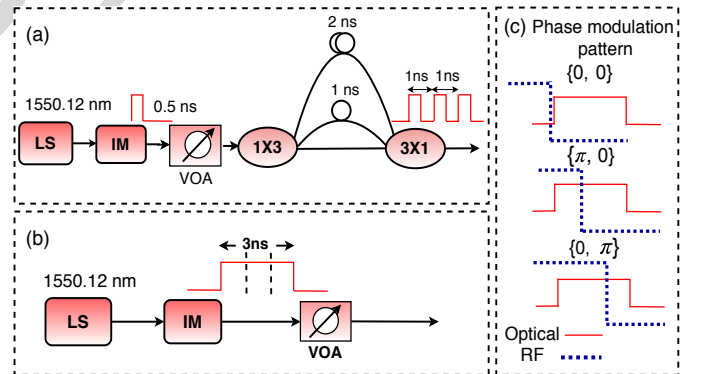 (a)
2 ns
1550.12 nm
0.5 ns
1 ns
1ns 1ns
LS
IM
VOA
1X3
3X1
(b)
3ns
1550.12 nm
LS
IM
VOA
(c) Phase modulation
pattern
{0, 0}
{π, 0}
{0, π}
Optical
RF